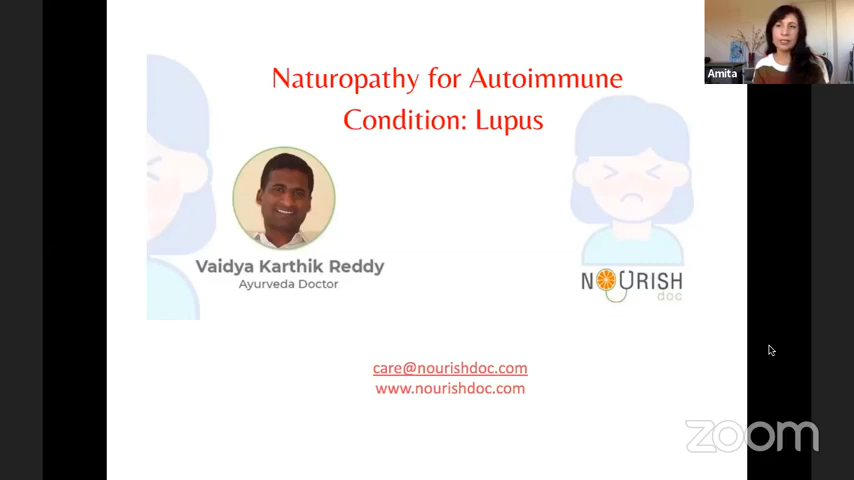 Naturopathy for Autoimmune
Condition: Lupus
Amita
Vaidya Karthik Reddy
Ayurveda Doctor
NOURISH
doc
care@nourishdoc.com
www.nourishdoc.com
zoom